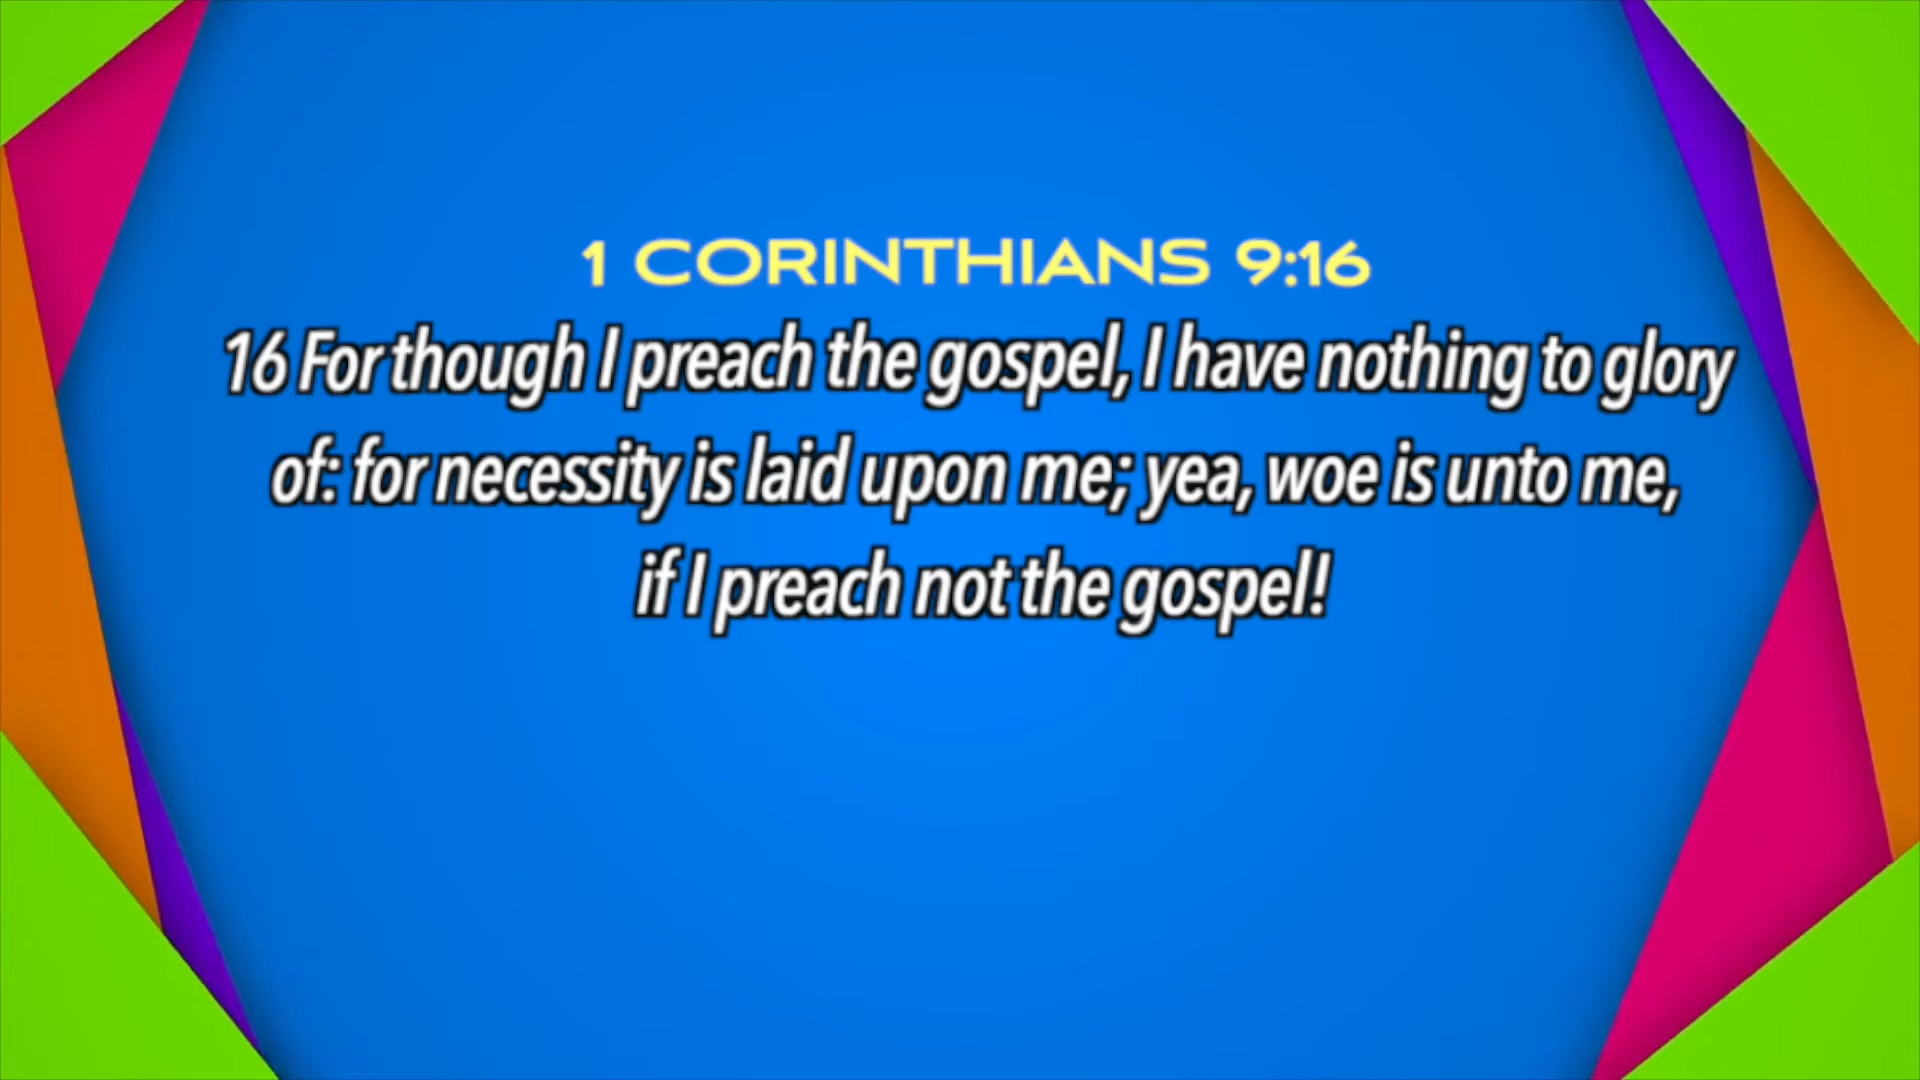 1 CORINTHIANS 9:16
16 For though I preach the gospel, I have nothing to glory
of: for necessity is laid upon me; yea, woe is unto me,
if I preach not the gospel!